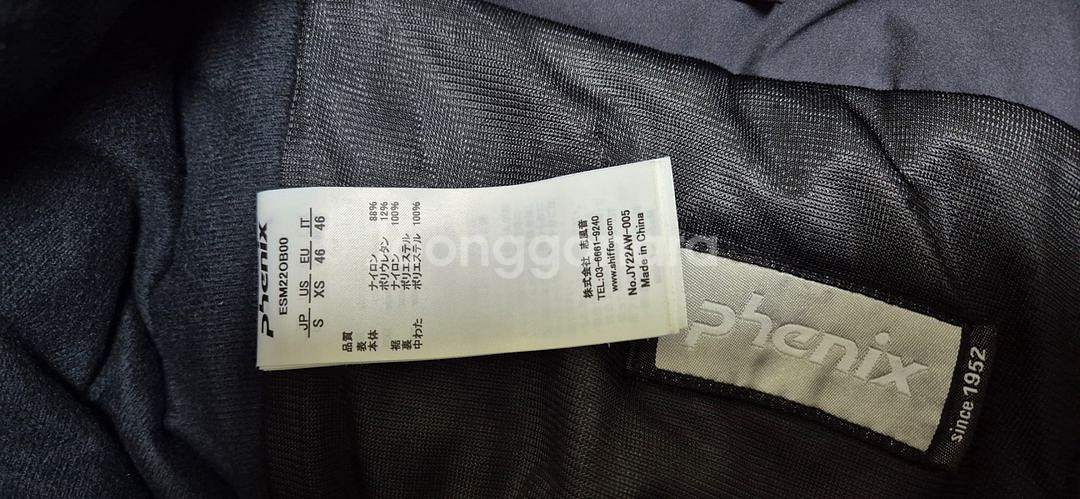 phenix
ESM22OB00
JP US EU IT
S XS 46 46
品質
表
本体 ナイロン 88%
ポリウレタン 12%
裾 ナイロン 100%
裏 ポリエステル
中わた ポリエステル 100%
株式会社 志風音
TEL:03-6661-9240
www.shiffon.com
No.JY22AW-005
Made in China
phenix
since 1952